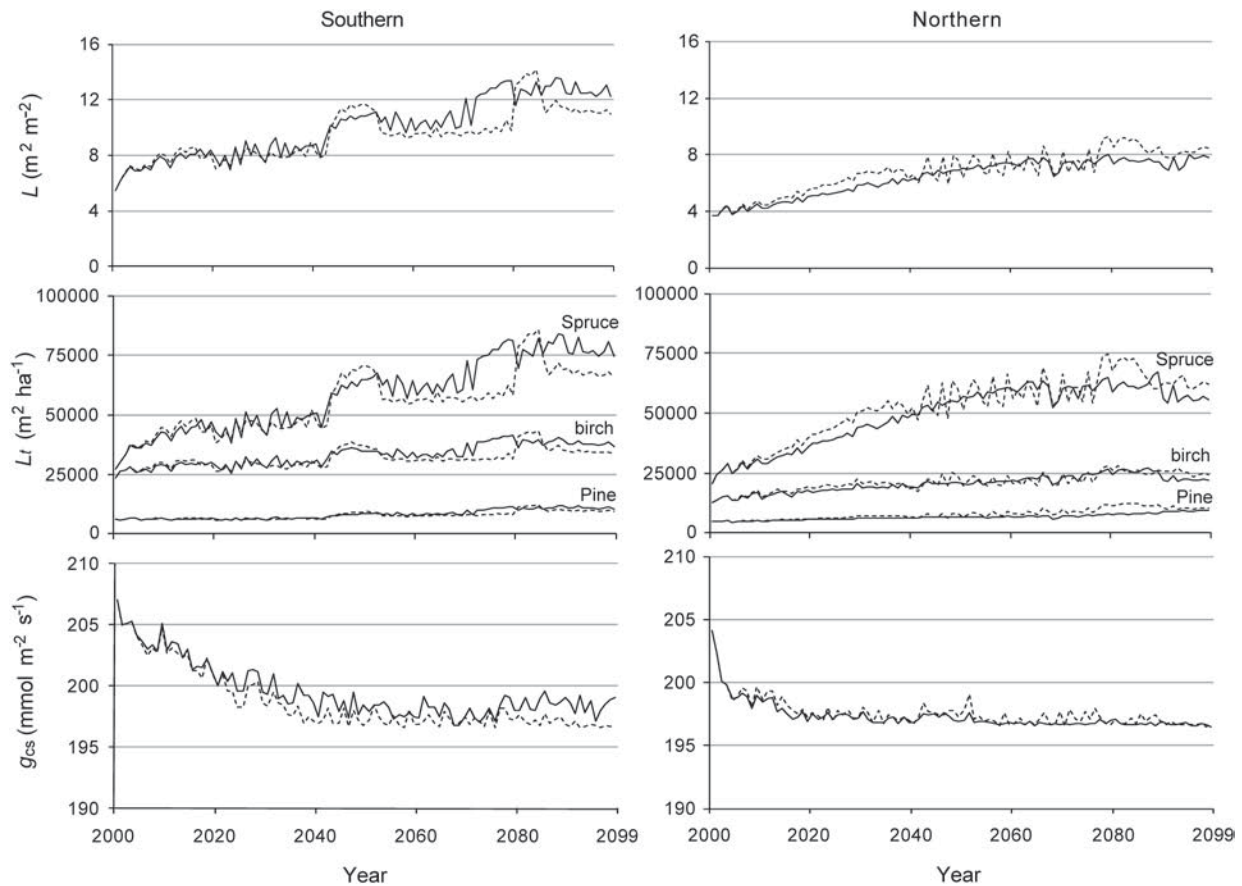 Southern
Northern
L (m² m⁻²)
16
12
8
4
0
16
12
8
4
0
Lt (m² ha⁻¹)
100000
75000
50000
25000
0
Spruce
birch
Pine
100000
75000
50000
25000
0
Spruce
birch
Pine
gcs (mmol m⁻² s⁻¹)
210
205
200
195
190
2000 2020 2040 2060 2080 2099
Year
210
205
200
195
190
2000 2020 2040 2060 2080 2099
Year